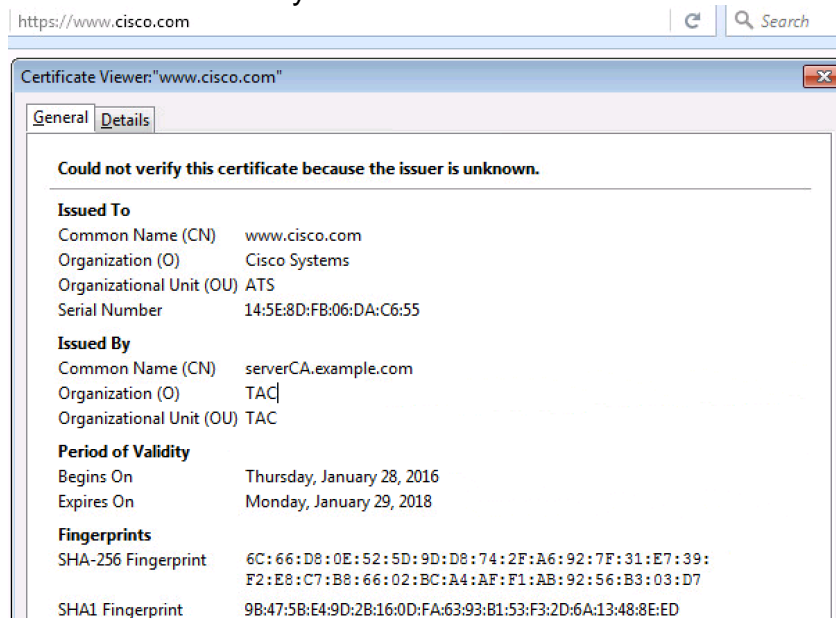 https://www.cisco.com Search
Certificate Viewer:"www.cisco.com"
General Details
Could not verify this certificate because the issuer is unknown.
Issued To
Common Name (CN) www.cisco.com
Organization (O) Cisco Systems
Organizational Unit (OU) ATS
Serial Number 14:5E:8D:FB:06:DA:C6:55
Issued By
Common Name (CN) serverCA.example.com
Organization (O) TAC
Organizational Unit (OU) TAC
Period of Validity
Begins On Thursday, January 28, 2016
Expires On Monday, January 29, 2018
Fingerprints
SHA-256 Fingerprint 6C:66:D8:0E:52:5D:9D:D8:74:2F:A6:92:7F:31:E7:39:
F2:E8:C7:B8:66:02:BC:A4:AF:F1:AB:92:56:B3:03:D7
SHA1 Fingerprint 9B:47:5B:E4:9D:2B:16:0D:FA:63:93:B1:53:F3:2D:6A:13:48:8E:ED